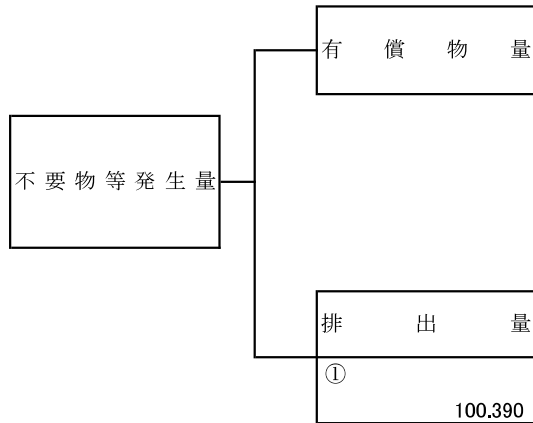 有償物量
不要物等発生量
排出量
①
100.390